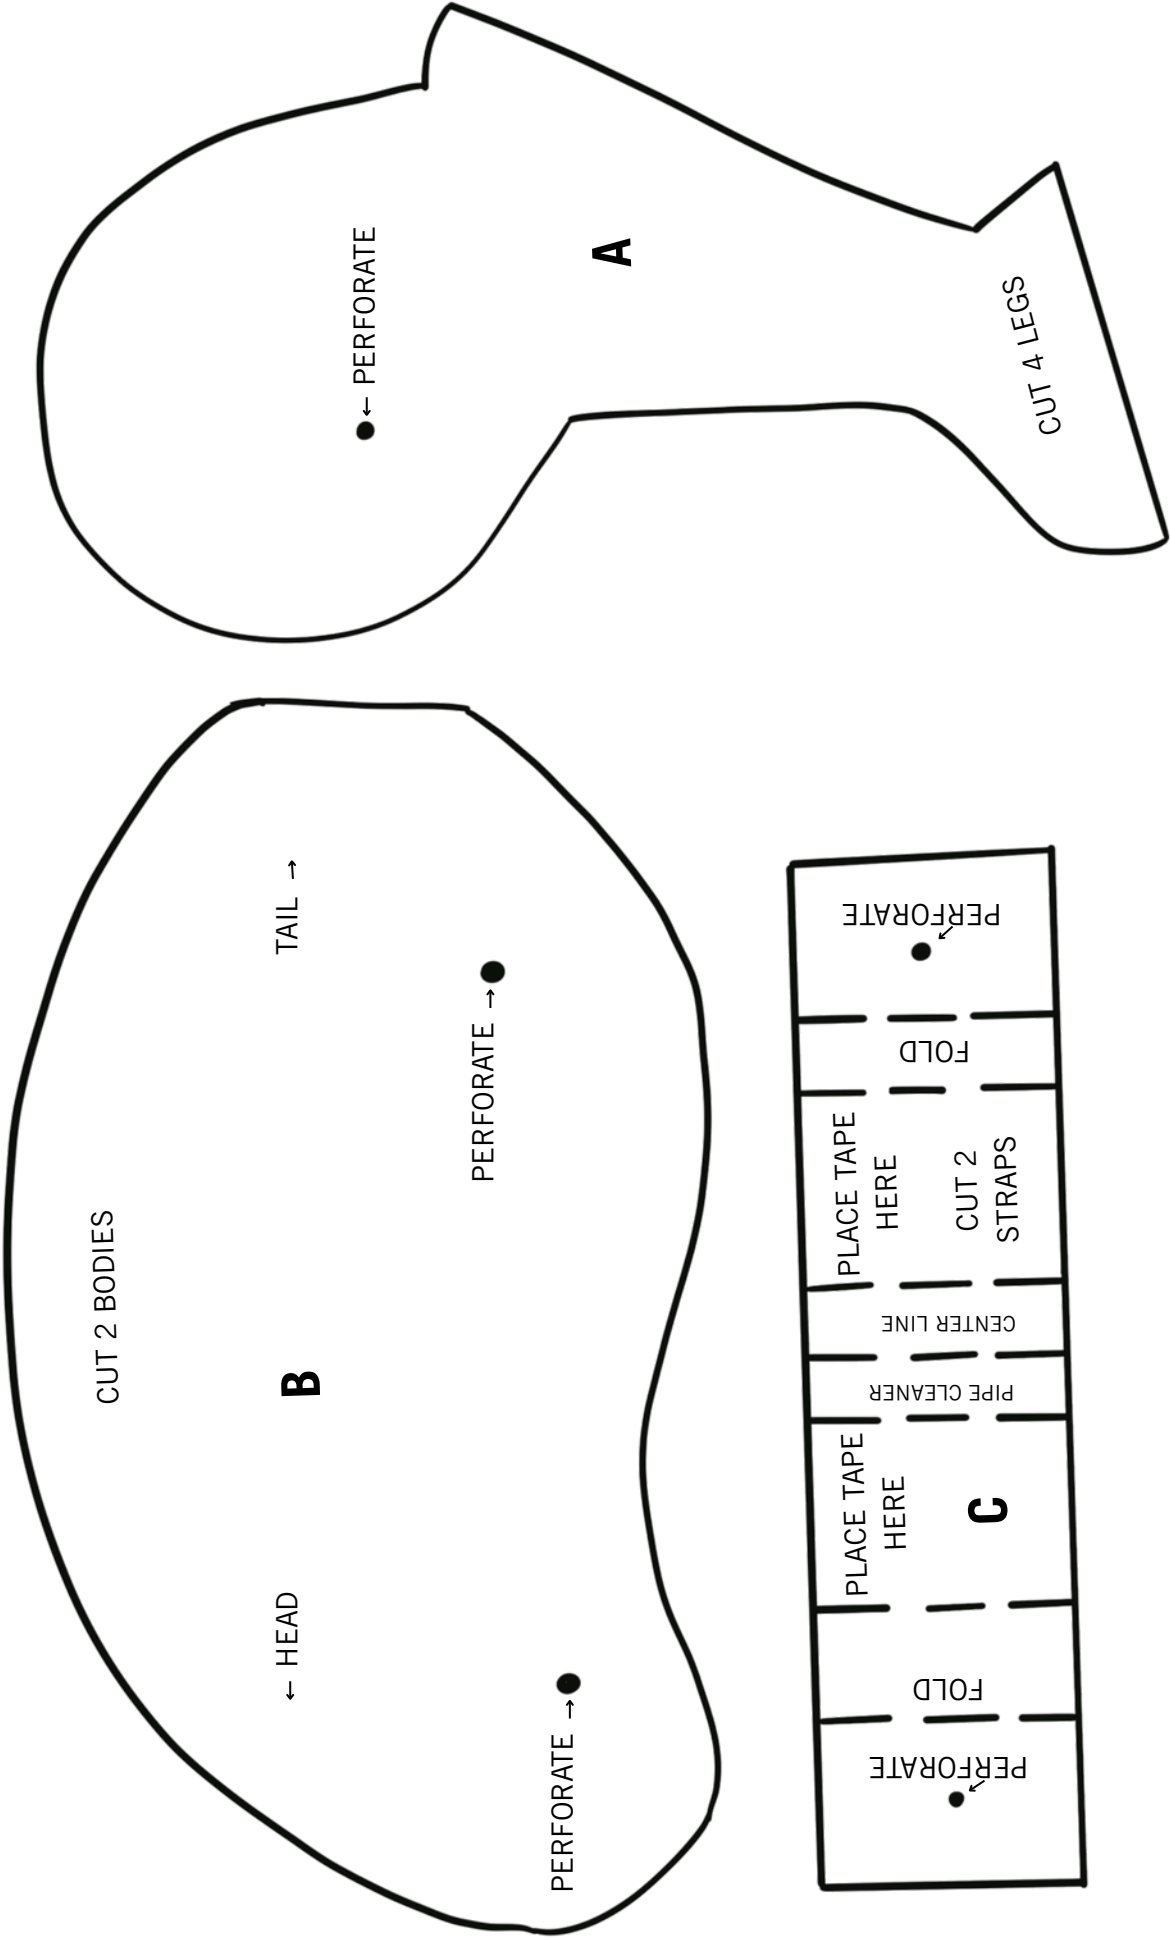 ← PERFORATE
A
CUT 4 LEGS
TAIL →
PERFORATE →
CUT 2 BODIES
B
← HEAD
PERFORATE →
PERFORATE
FOLD
PLACE TAPE
HERE
CUT 2
STRAPS
CENTER LINE
PIPE CLEANER
PLACE TAPE
HERE
C
FOLD
PERFORATE